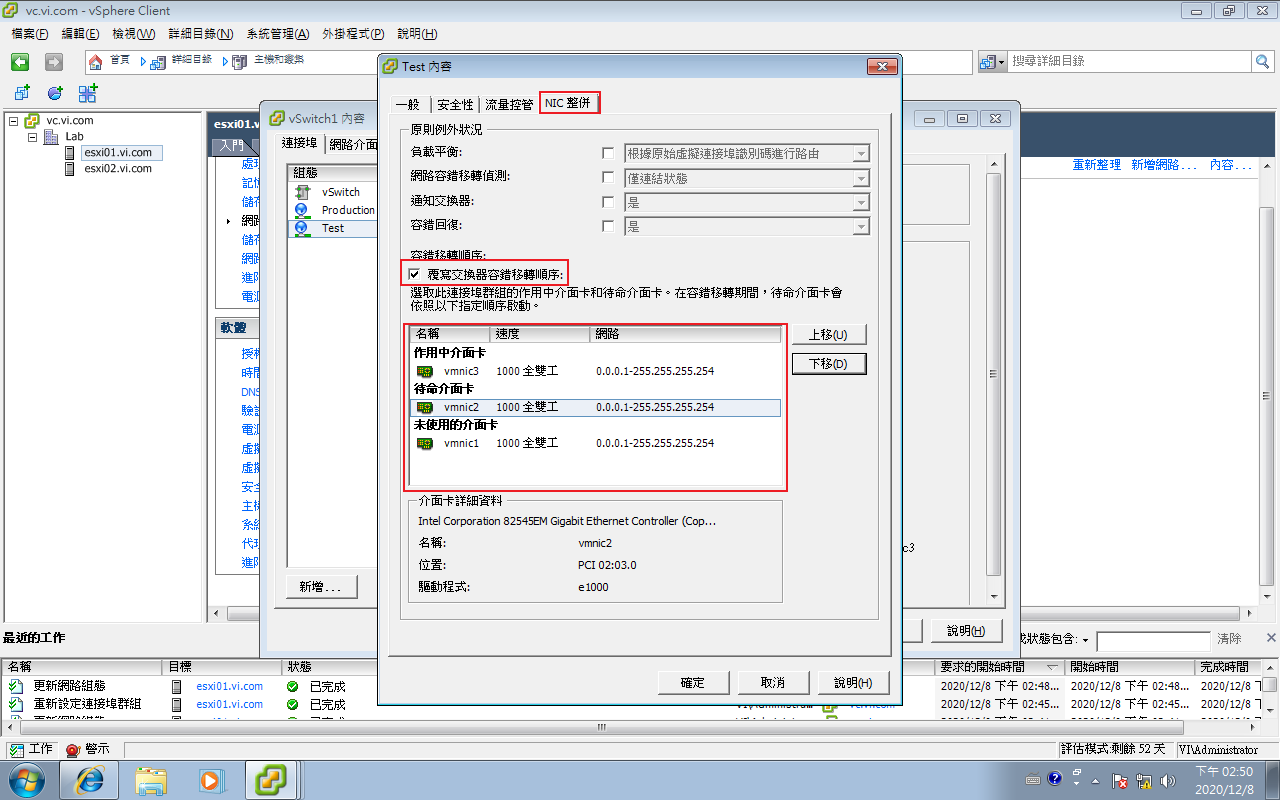 vc.vi.com - vSphere Client
檔案(F) 編輯(E) 檢視(W) 詳細目錄(N) 系統管理(A) 外掛程式(P) 說明(H)
首頁 詳細目錄 主機和叢集
搜尋詳細目錄
vc.vi.com
Lab
esxi01.vi.com
esxi02.vi.com
esxi01.vi
入門
重新整理 新增網路... 內容...
軟體
DNS
vSwitch1 內容
連接埠 網路介面
組態
vSwitch
Production
Test
新增...
說明(H)
Test 內容
一般 安全性 流量控管 NIC 整併
原則例外狀況
負載平衡: 根據原始虛擬連接埠識別碼進行路由
網路容錯移轉偵測: 僅連結狀態
通知交換器: 是
容錯回復: 是
容錯移轉順序:
覆寫交換器容錯移轉順序:
選取此連接埠群組的作用中介面卡和待命介面卡。在容錯移轉期間，待命介面卡會
依照以下指定順序啟動。
名稱 速度 網路
作用中介面卡
vmnic3 1000 全雙工 0.0.0.1-255.255.255.254
待命介面卡
vmnic2 1000 全雙工 0.0.0.1-255.255.255.254
未使用的介面卡
vmnic1 1000 全雙工 0.0.0.1-255.255.255.254
上移(U)
下移(D)
介面卡詳細資料
Intel Corporation 82545EM Gigabit Ethernet Controller (Cop...
名稱: vmnic2
位置: PCI 02:03.0
驅動程式: e1000
確定 取消 說明(H)
c3
最近的工作
狀態包含: 清除
名稱 目標 狀態 要求的開始時間 開始時間 完成時間
更新網路組態 esxi01.vi.com 已完成 2020/12/8 下午 02:48... 2020/12/8 下午 02:48... 2020/12/8 下
重新設定連接埠群組 esxi01.vi.com 已完成 2020/12/8 下午 02:45... 2020/12/8 下午 02:45... 2020/12/8 下
工作 警示
評估模式:剩餘 52 天 VI\Administrator
下午 02:50
2020/12/8